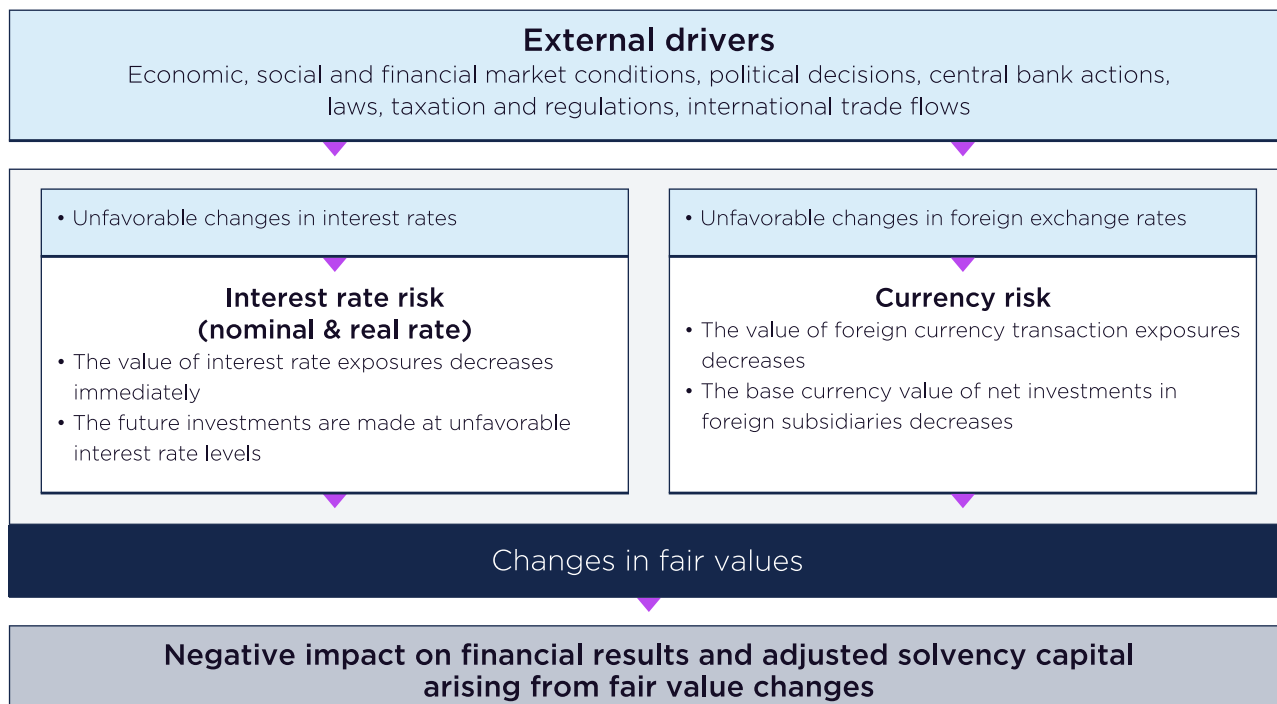 External drivers
Economic, social and financial market conditions, political decisions, central bank actions,
laws, taxation and regulations, international trade flows
• Unfavorable changes in interest rates
Interest rate risk
(nominal & real rate)
• The value of interest rate exposures decreases
immediately
• The future investments are made at unfavorable
interest rate levels
• Unfavorable changes in foreign exchange rates
Currency risk
• The value of foreign currency transaction exposures
decreases
• The base currency value of net investments in
foreign subsidiaries decreases
Changes in fair values
Negative impact on financial results and adjusted solvency capital
arising from fair value changes